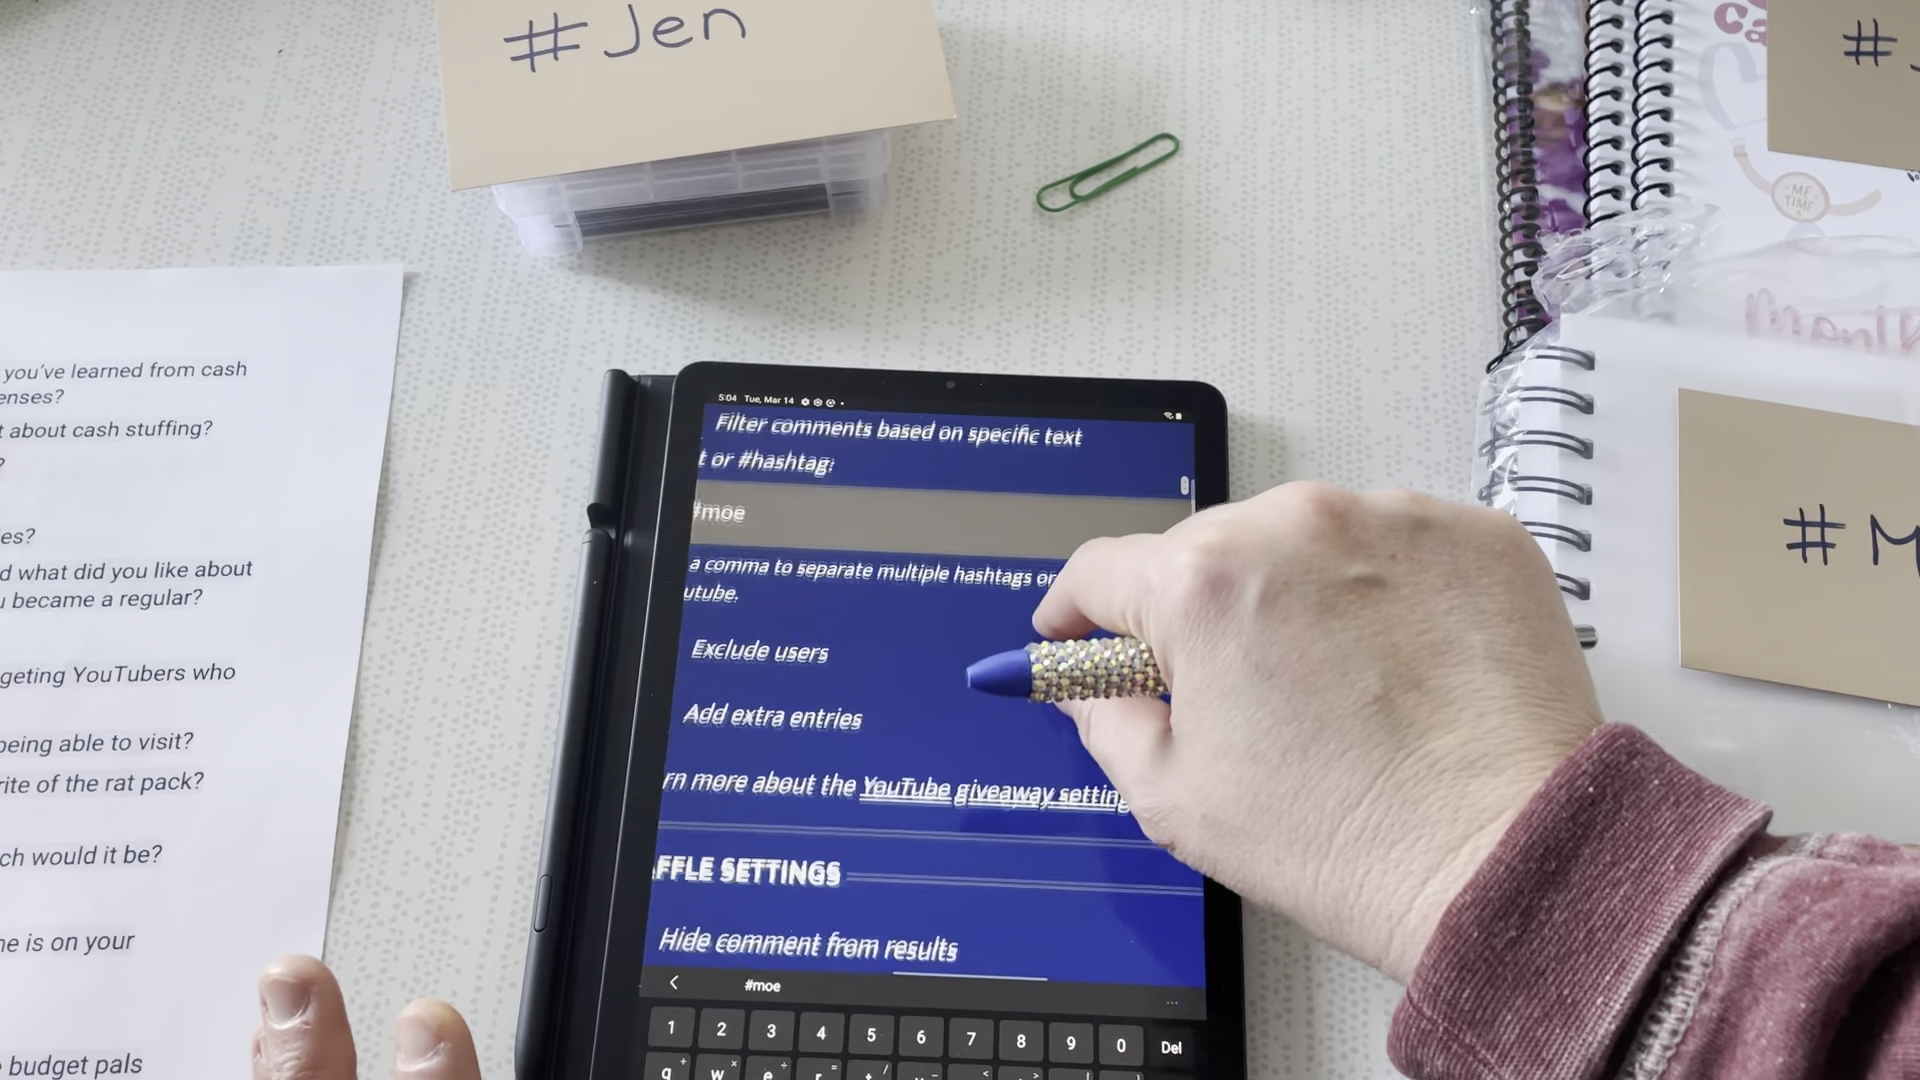 #Jen
#
ME
TIME
#M
you've learned from cash
enses?
t about cash stuffing?
?
es?
d what did you like about
u became a regular?
geting YouTubers who
being able to visit?
rite of the rat pack?
ch would it be?
ne is on your
budget pals
5:04 Tue, Mar 14
Filter comments based on specific text
t or #hashtag:
#moe
a comma to separate multiple hashtags or
utube.
Exclude users
Add extra entries
rn more about the YouTube giveaway setting
FFLE SETTINGS
Hide comment from results
#moe
1 2 3 4 5 6 7 8 9 0 Del
q w e r t